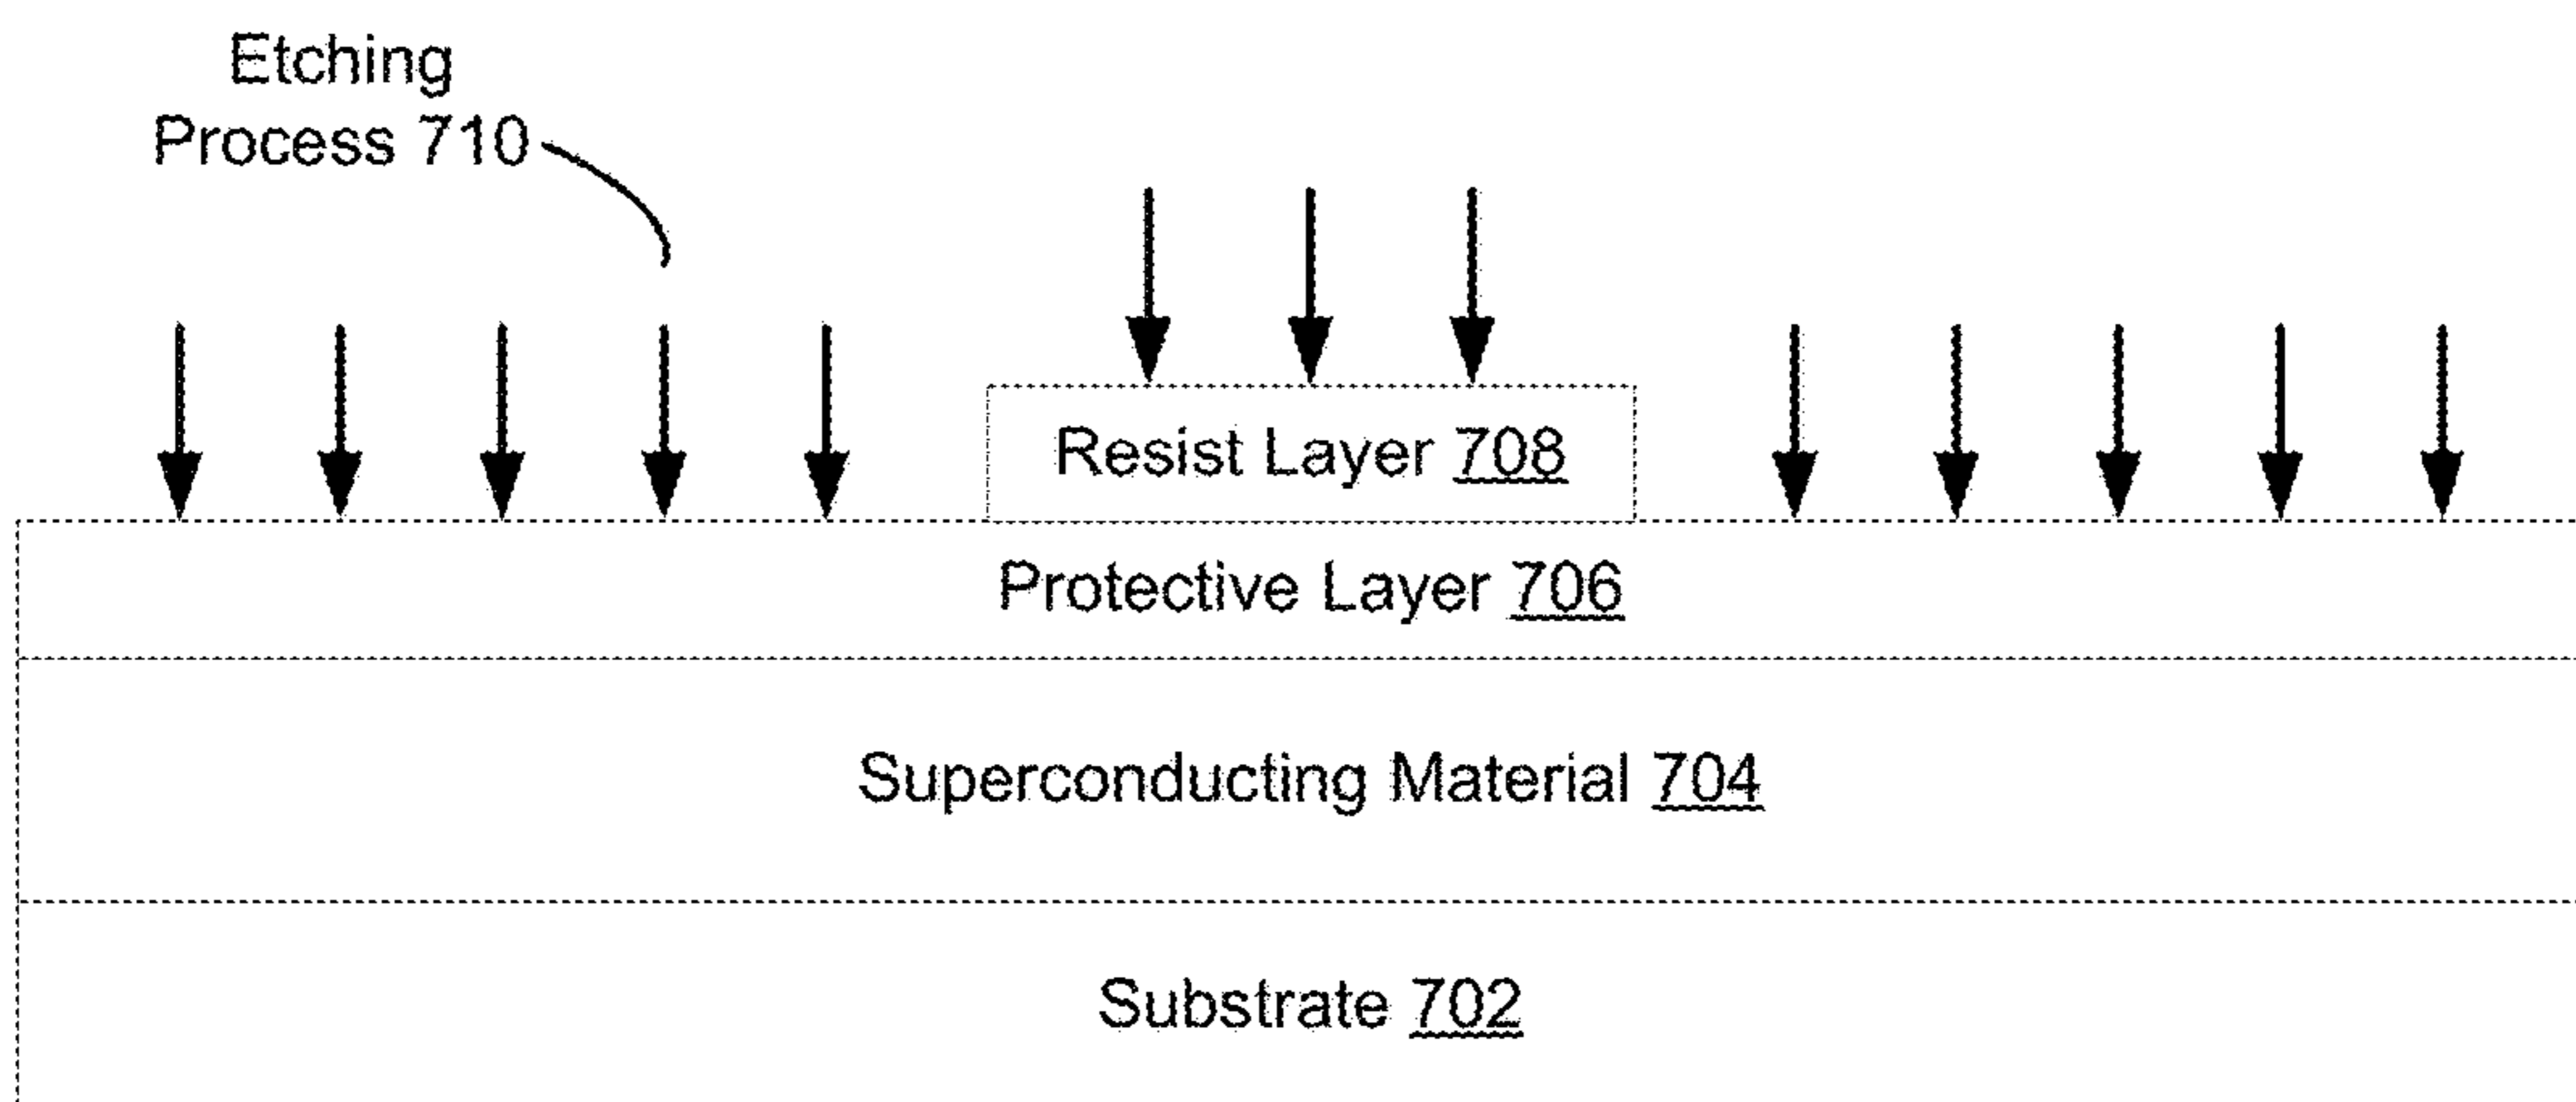 Etching
Process 710
Resist Layer 708
Protective Layer 706
Superconducting Material 704
Substrate 702